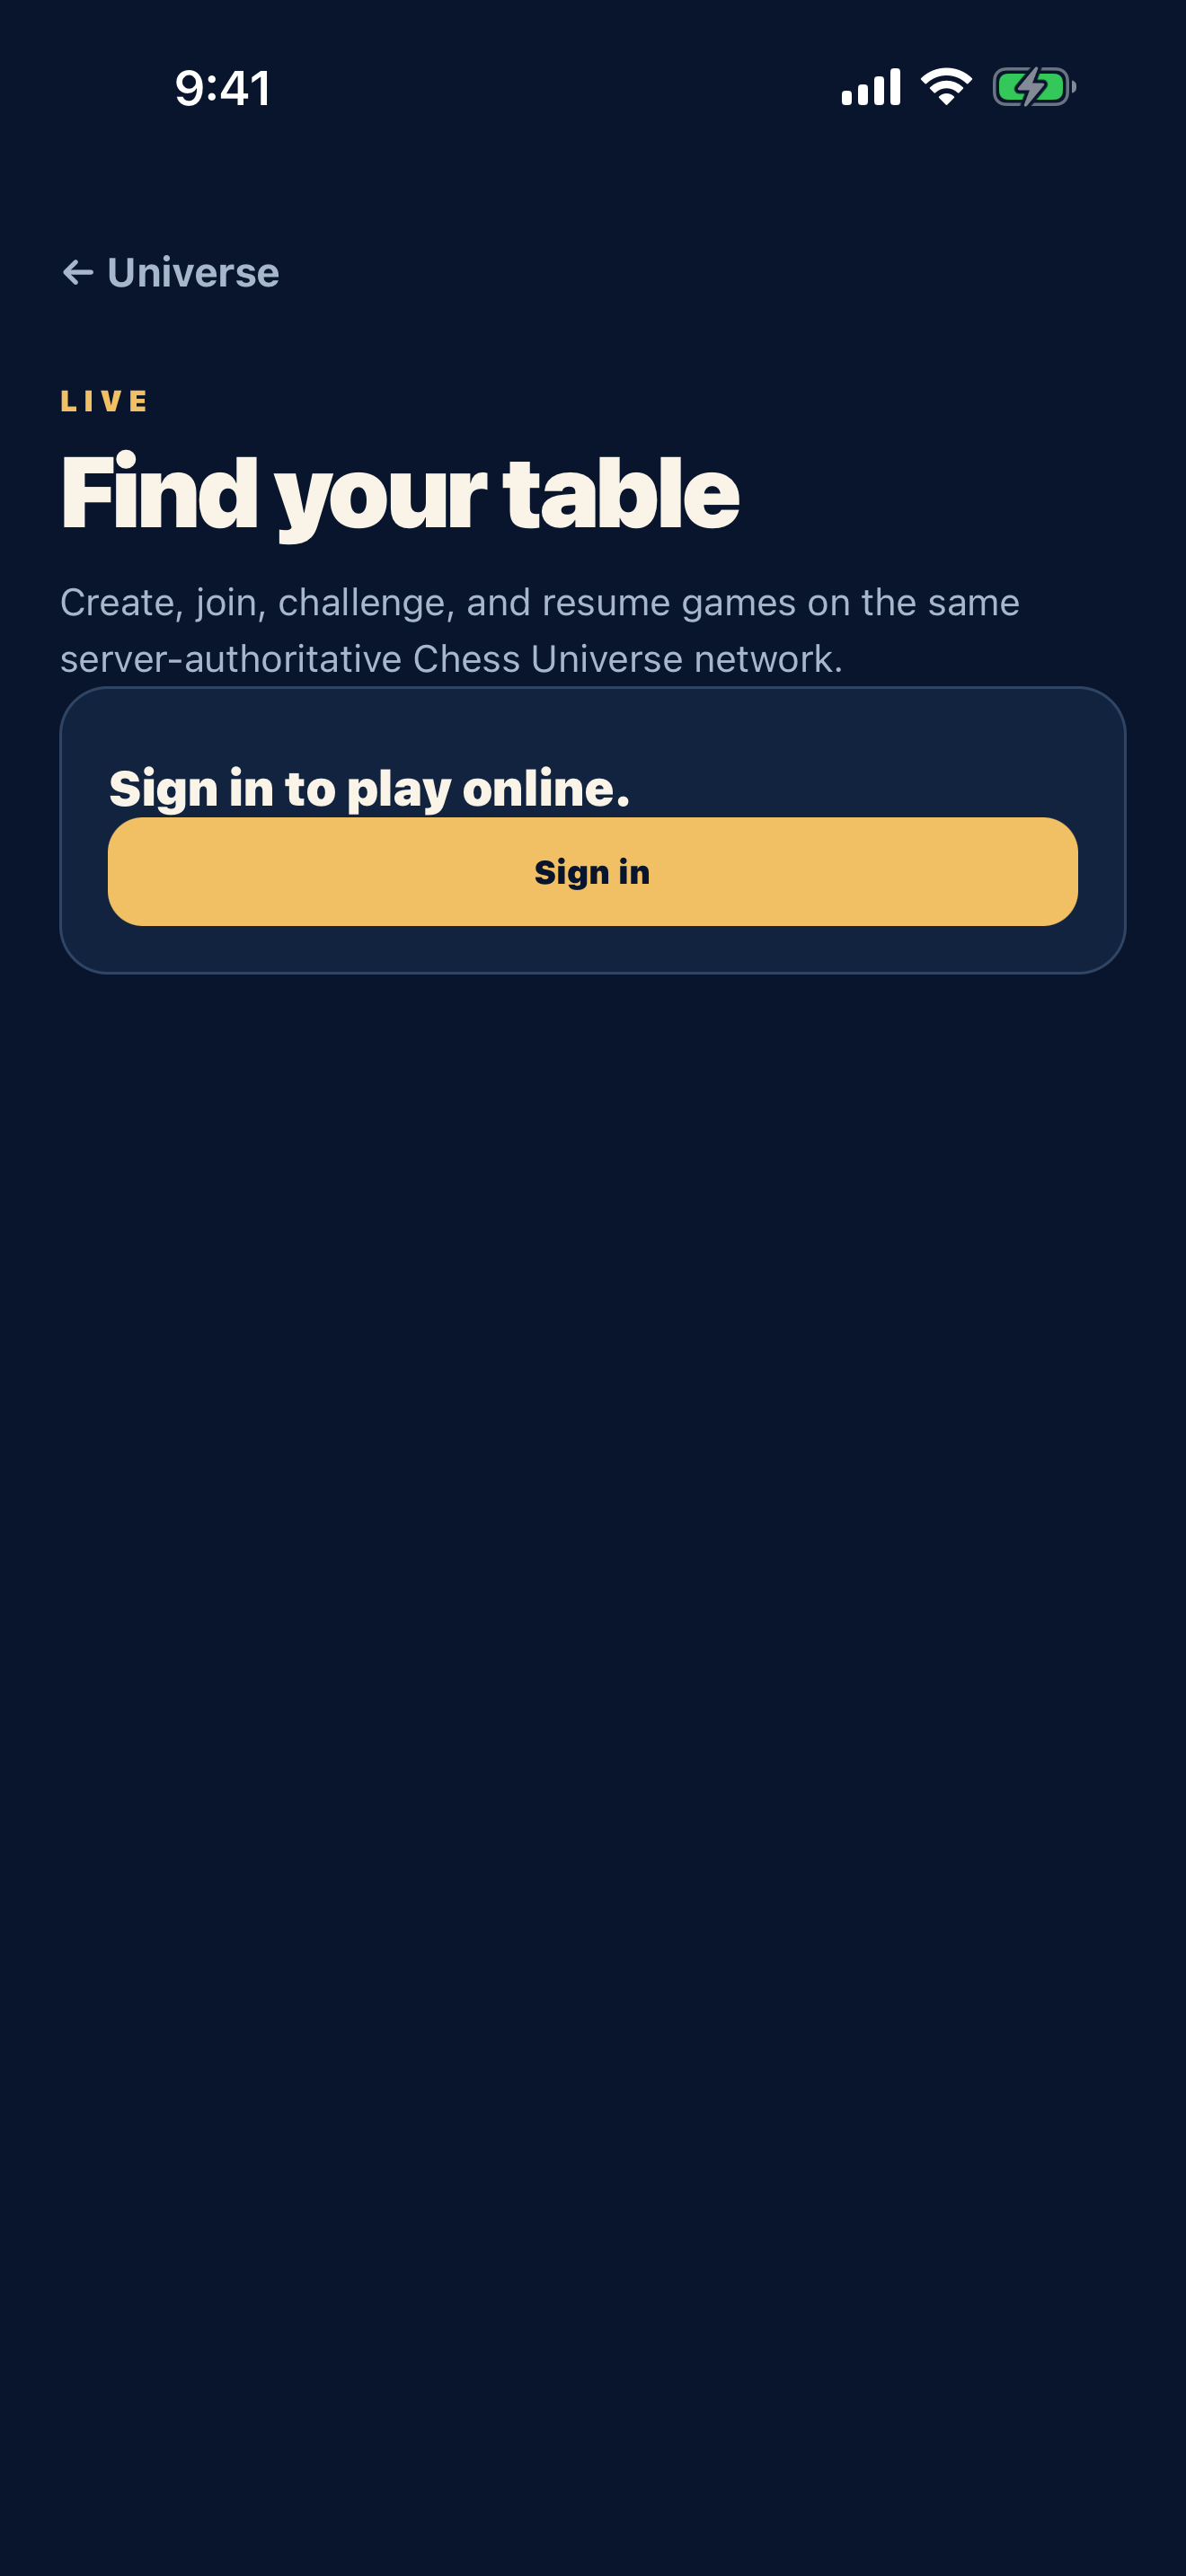 9:41
← Universe
LIVE
Find your table
Create, join, challenge, and resume games on the same
server-authoritative Chess Universe network.
Sign in to play online.
Sign in